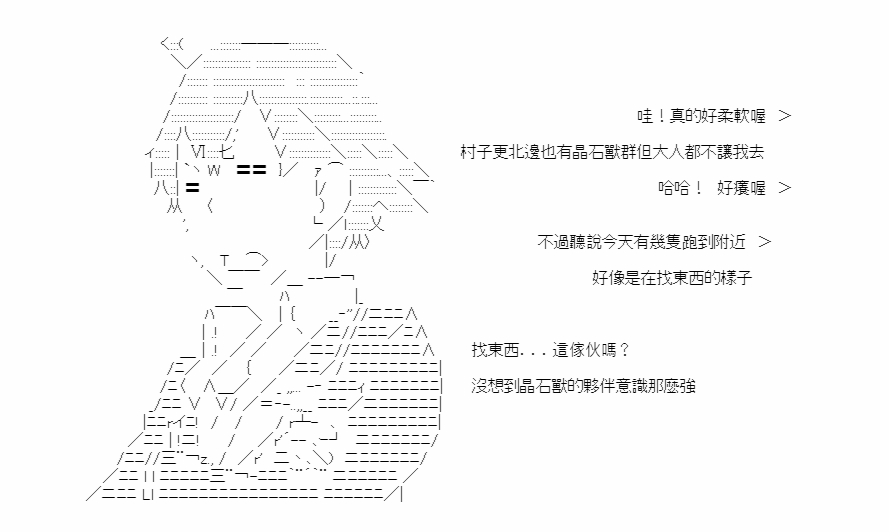 哇！真的好柔軟喔 ＞
村子更北邊也有晶石獸群但大人都不讓我去
哈哈！ 好癢喔 ＞
不過聽說今天有幾隻跑到附近 ＞
好像是在找東西的樣子
找東西...這傢伙嗎？
沒想到晶石獸的夥伴意識那麼強